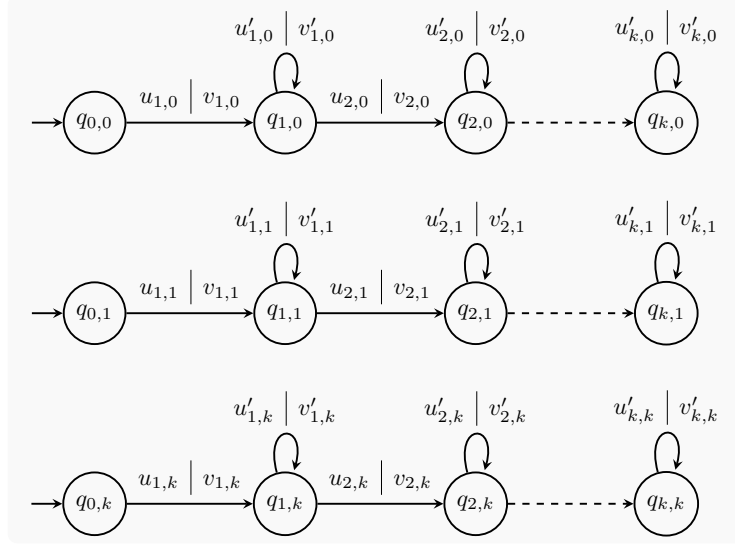 u′₁,₀ | v′₁,₀ u′₂,₀ | v′₂,₀ u′ₖ,₀ | v′ₖ,₀
u₁,₀ | v₁,₀ u₂,₀ | v₂,₀
q₀,₀ q₁,₀ q₂,₀ qₖ,₀
u′₁,₁ | v′₁,₁ u′₂,₁ | v′₂,₁ u′ₖ,₁ | v′ₖ,₁
u₁,₁ | v₁,₁ u₂,₁ | v₂,₁
q₀,₁ q₁,₁ q₂,₁ qₖ,₁
u′₁,ₖ | v′₁,ₖ u′₂,ₖ | v′₂,ₖ u′ₖ,ₖ | v′ₖ,ₖ
u₁,ₖ | v₁,ₖ u₂,ₖ | v₂,ₖ
q₀,ₖ q₁,ₖ q₂,ₖ qₖ,ₖ